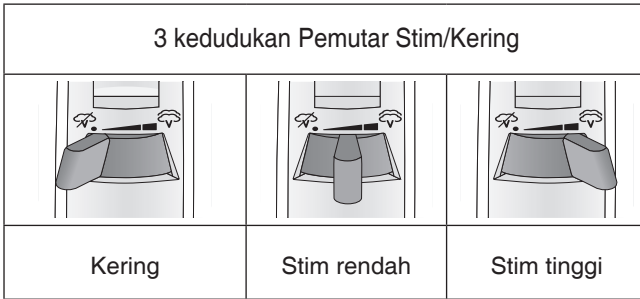 3 kedudukan Pemutar Stim/Kering
Kering
Stim rendah
Stim tinggi